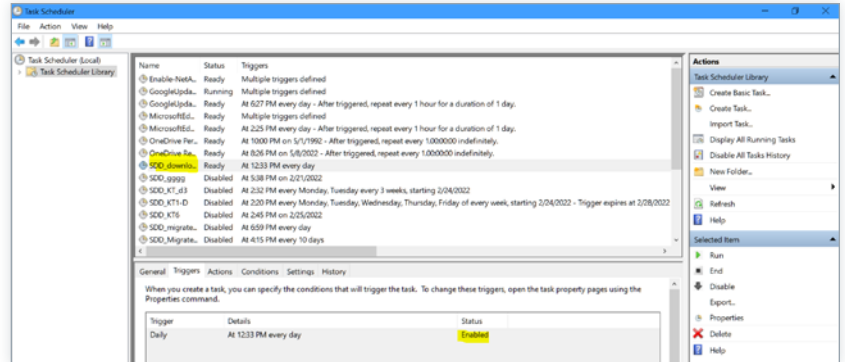 Task Scheduler
File Action View Help
Task Scheduler (Local)
Task Scheduler Library
Name Status Triggers
Enable-NetA... Ready Multiple triggers defined
GoogleUpda... Running Multiple triggers defined
GoogleUpda... Ready At 6:27 PM every day - After triggered, repeat every 1 hour for a duration of 1 day.
MicrosoftEd... Ready Multiple triggers defined
MicrosoftEd... Ready At 2:25 PM every day - After triggered, repeat every 1 hour for a duration of 1 day.
OneDrive Per... Ready At 10:00 PM on 5/1/1992 - After triggered, repeat every 1.00:00:00 indefinitely.
OneDrive Re... Ready At 8:26 PM on 5/8/2022 - After triggered, repeat every 1.00:00:00 indefinitely.
SDD_downlo... Ready At 12:33 PM every day
SDD_gggg Disabled At 5:38 PM on 2/21/2022
SDD_KT_d3 Disabled At 2:32 PM every Monday, Tuesday every 3 weeks, starting 2/24/2022
SDD_KT1-D Disabled At 2:20 PM every Monday, Tuesday, Wednesday, Thursday, Friday of every week, starting 2/24/2022 - Trigger expires at 2/28/2022
SDD_KT6 Disabled At 2:45 PM on 2/25/2022
SDD_migrate... Disabled At 6:59 PM every day
SDD_Migrate... Disabled At 4:15 PM every 10 days
General Triggers Actions Conditions Settings History
When you create a task, you can specify the conditions that will trigger the task. To change these triggers, open the task property pages using the
Properties command.
Trigger Details Status
Daily At 12:33 PM every day Enabled
Actions
Task Scheduler Library
Create Basic Task...
Create Task...
Import Task...
Display All Running Tasks
Disable All Tasks History
New Folder...
View
Refresh
Help
Selected Item
Run
End
Disable
Export...
Properties
Delete
Help